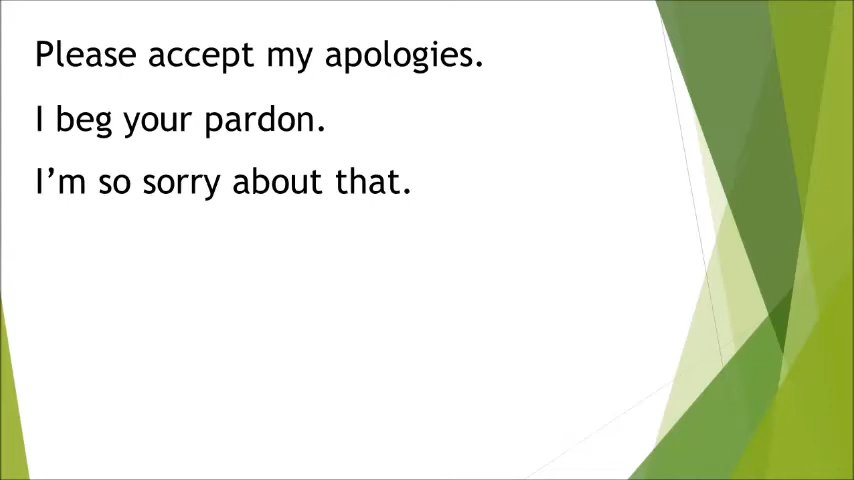 Please accept my apologies.
I beg your pardon.
I’m so sorry about that.